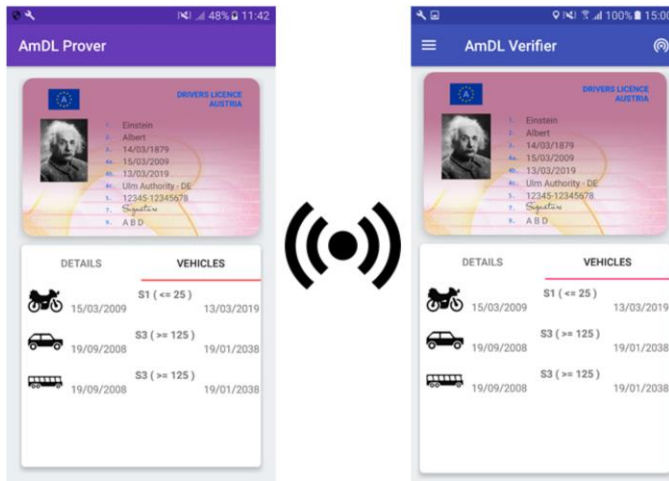 48% 11:42
AmDL Prover
A
DRIVERS LICENCE
AUSTRIA
1. Einstein
2. Albert
3. 14/03/1879
4a. 15/03/2009
4b. 13/03/2019
4c. Ulm Authority - DE
5. 12345-12345678
7. Signature
9. A B D
DETAILS VEHICLES
S1 ( <= 25 )
15/03/2009 13/03/2019
S3 ( >= 125 )
19/09/2008 19/01/2038
S3 ( >= 125 )
19/09/2008 19/01/2038
100% 15:00
AmDL Verifier
A
DRIVERS LICENCE
AUSTRIA
1. Einstein
2. Albert
3. 14/03/1879
4a. 15/03/2009
4b. 13/03/2019
4c. Ulm Authority - DE
5. 12345-12345678
7. Signature
9. A B D
DETAILS VEHICLES
S1 ( <= 25 )
15/03/2009 13/03/2019
S3 ( >= 125 )
19/09/2008 19/01/2038
S3 ( >= 125 )
19/09/2008 19/01/2038